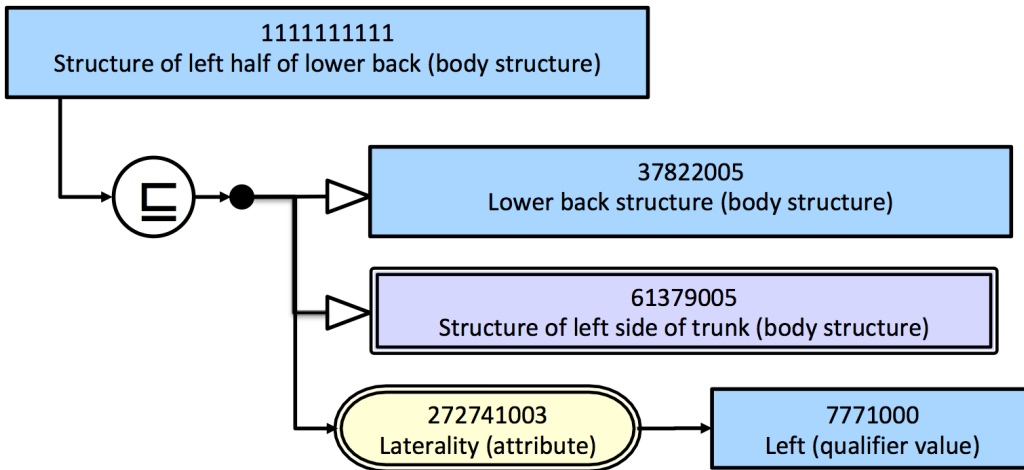 1111111111
Structure of left half of lower back (body structure)
⊑
37822005
Lower back structure (body structure)
61379005
Structure of left side of trunk (body structure)
272741003
Laterality (attribute)
7771000
Left (qualifier value)